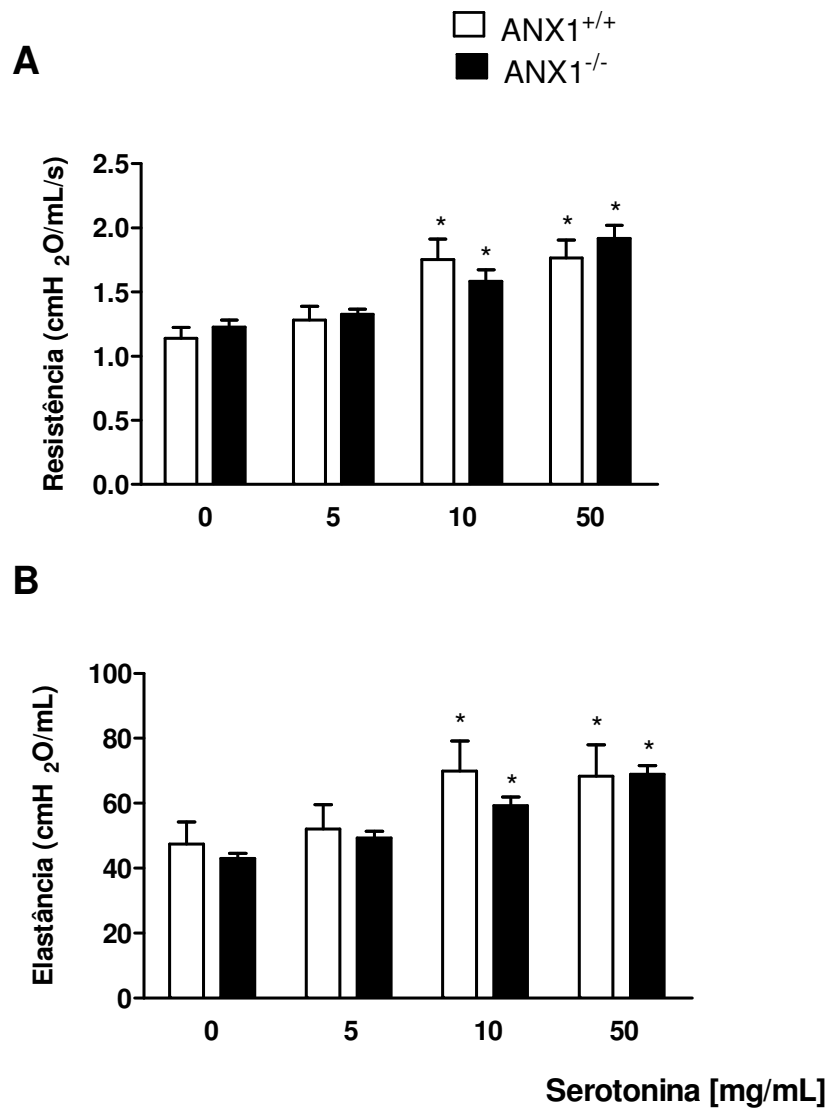 ANX1+/+
ANX1-/-
A
Resistência (cmH 2O/mL/s)
2.5
2.0
1.5
1.0
0.5
0.0
* * * *
0 5 10 50
B
Elastância (cmH 2O/mL)
100
80
60
40
20
0
* * * *
0 5 10 50
Serotonina [mg/mL]